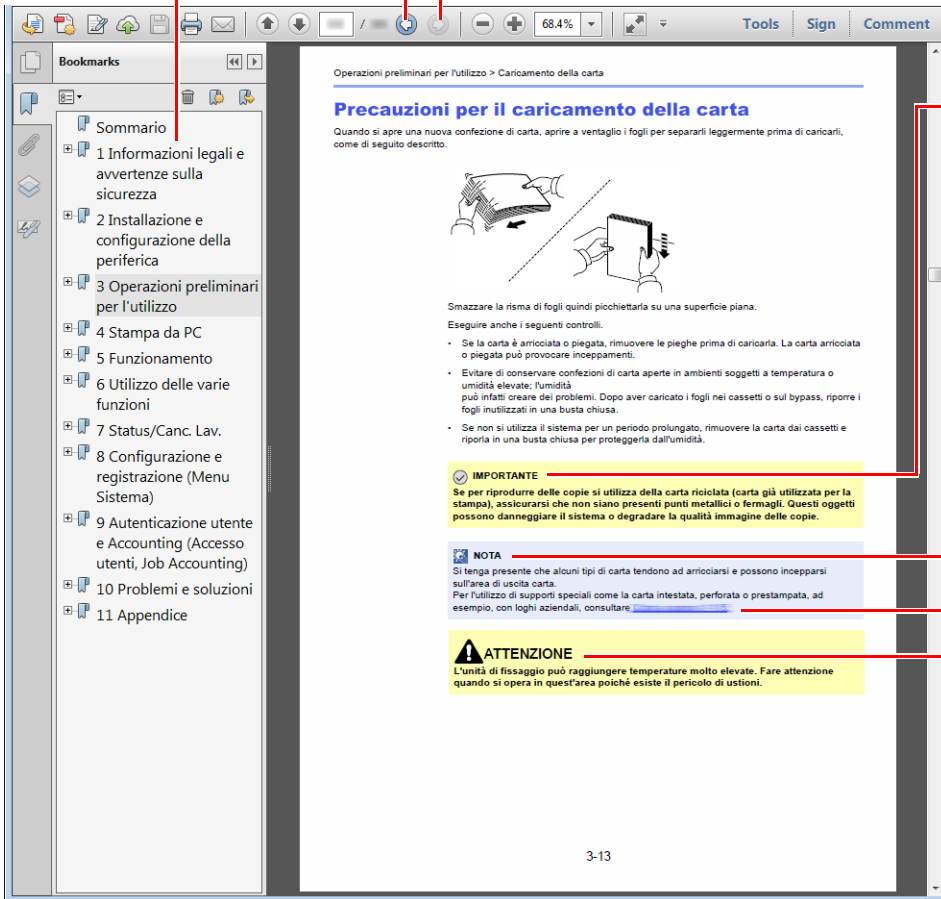 /
68.4%
Tools
Sign
Comment
Bookmarks
Sommario
1 Informazioni legali e
avvertenze sulla
sicurezza
2 Installazione e
configurazione della
periferica
3 Operazioni preliminari
per l'utilizzo
4 Stampa da PC
5 Funzionamento
6 Utilizzo delle varie
funzioni
7 Status/Canc. Lav.
8 Configurazione e
registrazione (Menu
Sistema)
9 Autenticazione utente
e Accounting (Accesso
utenti, Job Accounting)
10 Problemi e soluzioni
11 Appendice
Operazioni preliminari per l'utilizzo > Caricamento della carta
Precauzioni per il caricamento della carta
Quando si apre una nuova confezione di carta, aprire a ventaglio i fogli per separarli leggermente prima di caricarli,
come di seguito descritto.
Smazzare la risma di fogli quindi picchiettarla su una superficie piana.
Eseguire anche i seguenti controlli.
• Se la carta è arricciata o piegata, rimuovere le pieghe prima di caricarla. La carta arricciata
o piegata può provocare inceppamenti.
• Evitare di conservare confezioni di carta aperte in ambienti soggetti a temperatura o
umidità elevate; l'umidità
può infatti creare dei problemi. Dopo aver caricato i fogli nei cassetti o sul bypass, riporre i
fogli inutilizzati in una busta chiusa.
• Se non si utilizza il sistema per un periodo prolungato, rimuovere la carta dai cassetti e
riporla in una busta chiusa per proteggerla dall'umidità.
IMPORTANTE
Se per riprodurre delle copie si utilizza della carta riciclata (carta già utilizzata per la
stampa), assicurarsi che non siano presenti punti metallici o fermagli. Questi oggetti
possono danneggiare il sistema o degradare la qualità immagine delle copie.
NOTA
Si tenga presente che alcuni tipi di carta tendono ad arricciarsi e possono incepparsi
sull'area di uscita carta.
Per l'utilizzo di supporti speciali come la carta intestata, perforata o prestampata, ad
esempio, con loghi aziendali, consultare
ATTENZIONE
L'unità di fissaggio può raggiungere temperature molto elevate. Fare attenzione
quando si opera in quest'area poiché esiste il pericolo di ustioni.
3-13